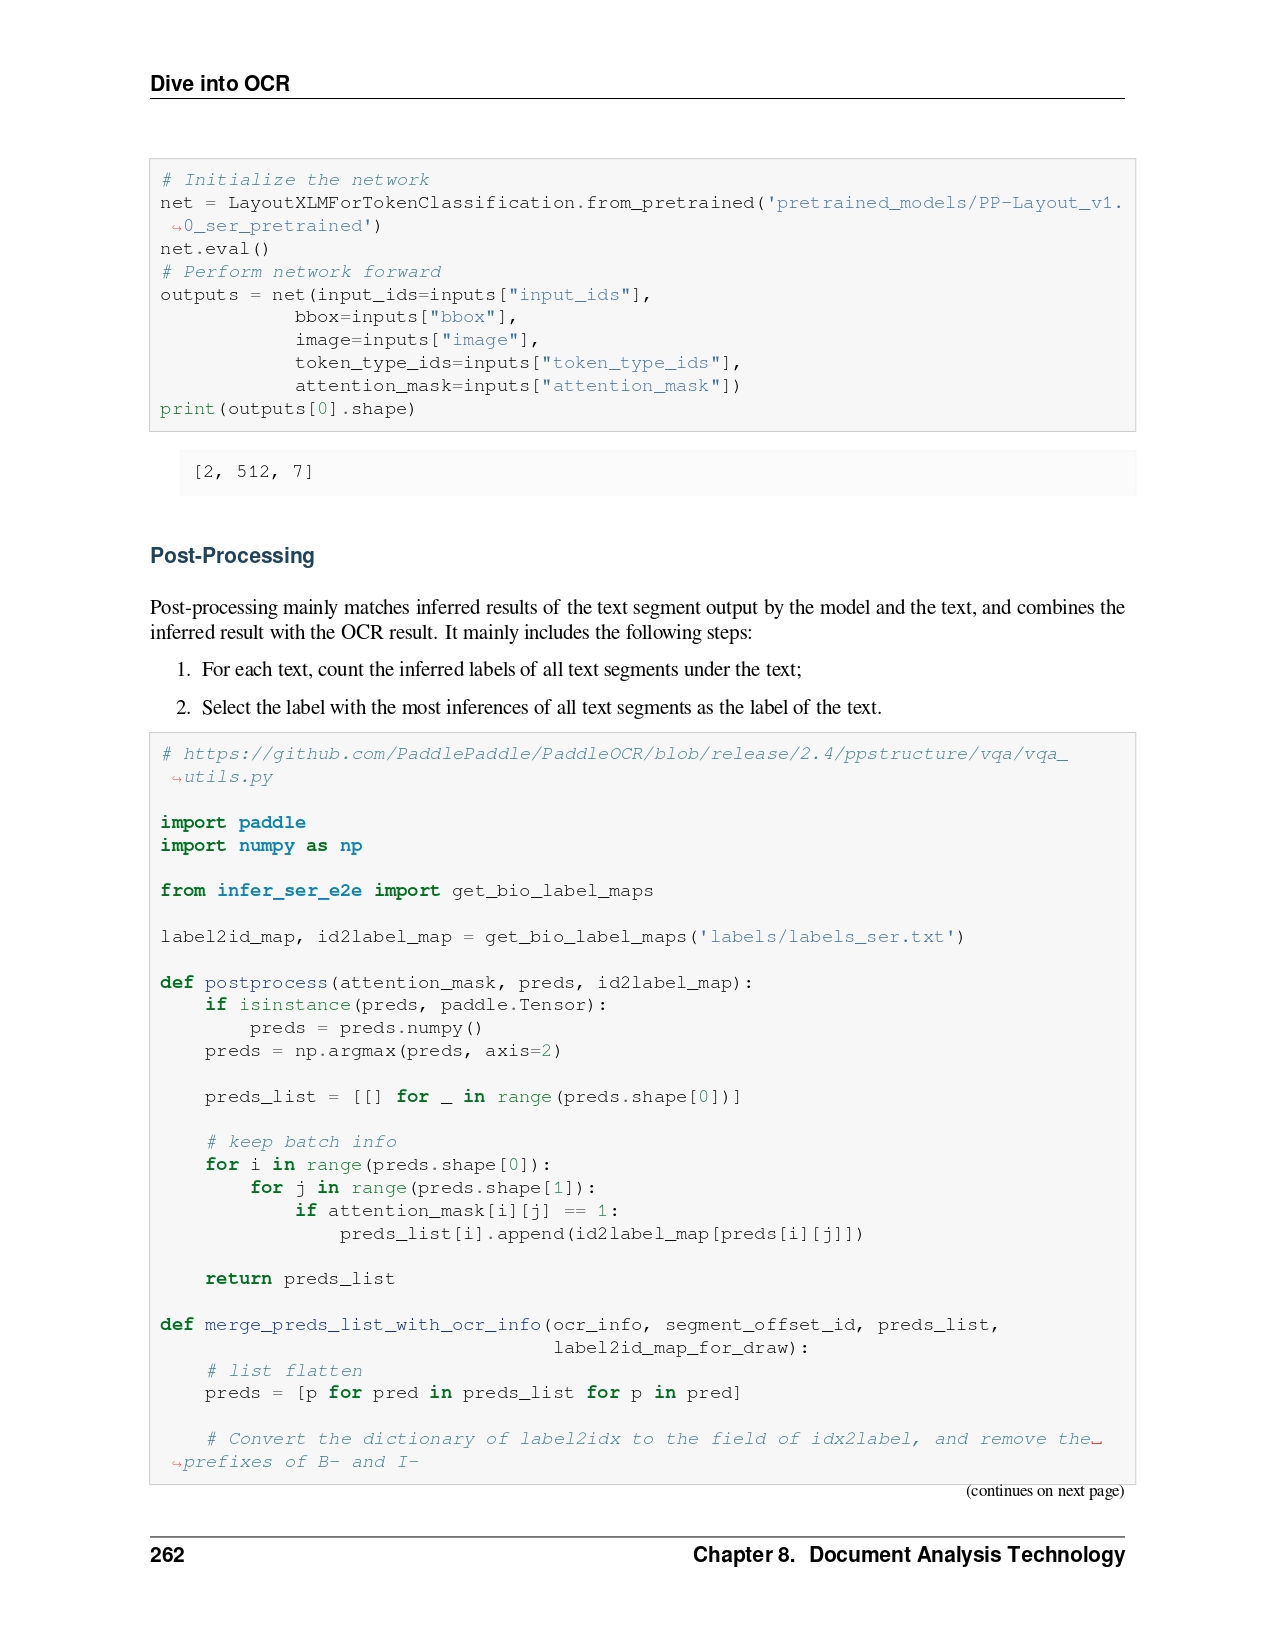 Dive into OCR
# Initialize the network
net = LayoutXLMForTokenClassification.from_pretrained('pretrained_models/PP-Layout_v1.
↪0_ser_pretrained')
net.eval()
# Perform network forward
outputs = net(input_ids=inputs["input_ids"],
            bbox=inputs["bbox"],
            image=inputs["image"],
            token_type_ids=inputs["token_type_ids"],
            attention_mask=inputs["attention_mask"])
print(outputs[0].shape)
[2, 512, 7]
Post-Processing
Post-processing mainly matches inferred results of the text segment output by the model and the text, and combines the
inferred result with the OCR result. It mainly includes the following steps:
1. For each text, count the inferred labels of all text segments under the text;
2. Select the label with the most inferences of all text segments as the label of the text.
# https://github.com/PaddlePaddle/PaddleOCR/blob/release/2.4/ppstructure/vqa/vqa_
↪utils.py
import paddle
import numpy as np
from infer_ser_e2e import get_bio_label_maps
label2id_map, id2label_map = get_bio_label_maps('labels/labels_ser.txt')
def postprocess(attention_mask, preds, id2label_map):
    if isinstance(preds, paddle.Tensor):
        preds = preds.numpy()
    preds = np.argmax(preds, axis=2)
    preds_list = [[] for _ in range(preds.shape[0])]
    # keep batch info
    for i in range(preds.shape[0]):
        for j in range(preds.shape[1]):
            if attention_mask[i][j] == 1:
                preds_list[i].append(id2label_map[preds[i][j]])
    return preds_list
def merge_preds_list_with_ocr_info(ocr_info, segment_offset_id, preds_list,
                                   label2id_map_for_draw):
    # list flatten
    preds = [p for pred in preds_list for p in pred]
    # Convert the dictionary of label2idx to the field of idx2label, and remove the␣
↪prefixes of B- and I-
(continues on next page)
262 Chapter 8. Document Analysis Technology